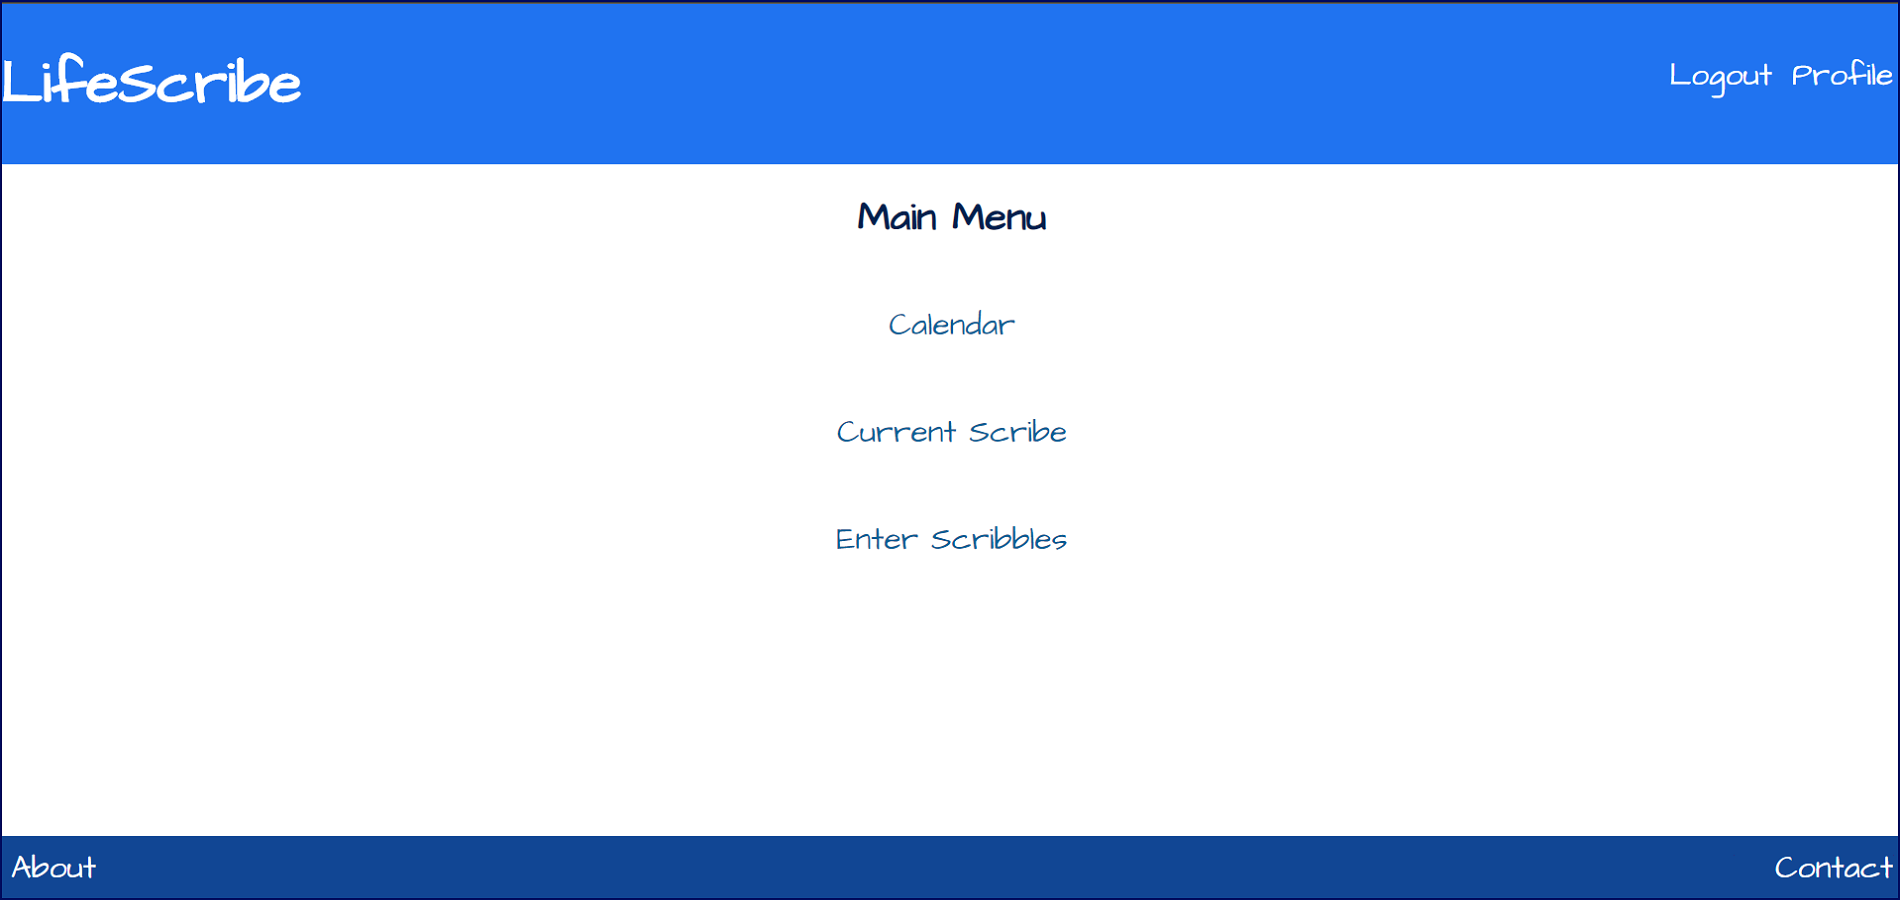 LifeScribe
Logout Profile
Main Menu
Calendar
Current Scribe
Enter Scribbles
About
Contact